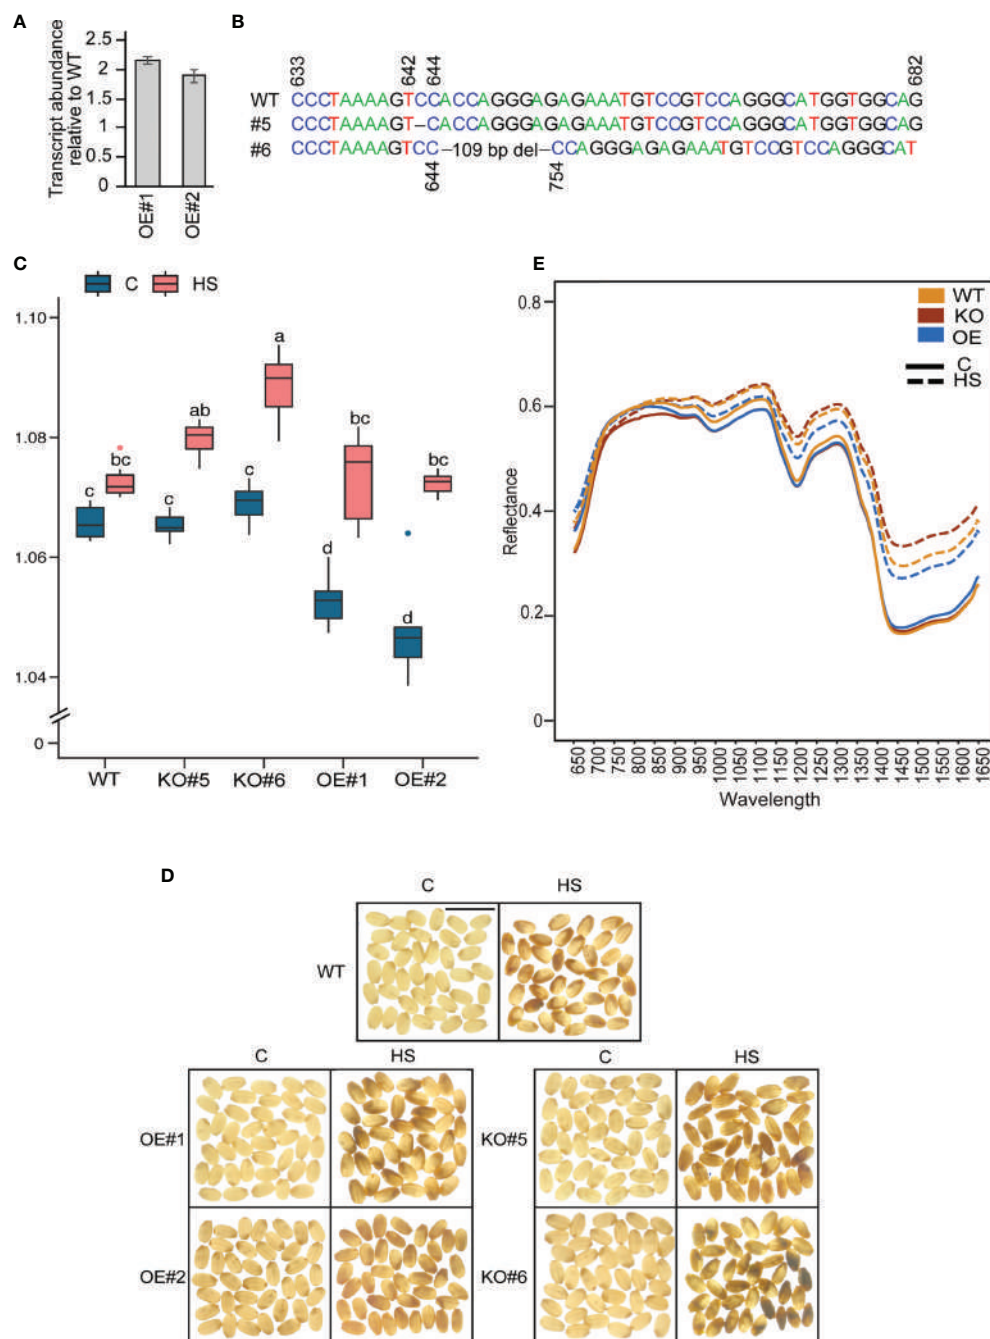 A
Transcript abundance
relative to WT
2.5
2
1.5
1
0.5
0
OE#1
OE#2
B
633
642
644
682
WT CCCTAAAAGTCCACCAGGGAGAGAAATGTCCGTCCAGGGCATGGTGGCAG
#5 CCCTAAAAGT–CACCAGGGAGAGAAATGTCCGTCCAGGGCATGGTGGCAG
#6 CCCTAAAAGTCC–109 bp del–CCAGGGAGAGAAATGTCCGTCCAGGGCAT
644
754
C
C
HS
1.10
1.08
1.06
1.04
0
c
bc
c
ab
c
a
d
bc
d
bc
WT
KO#5
KO#6
OE#1
OE#2
E
WT
KO
OE
C
HS
Reflectance
0.8
0.6
0.4
0.2
0
650
700
750
800
850
900
950
1000
1050
1100
1150
1200
1250
1300
1350
1400
1450
1500
1550
1600
1650
Wavelength
D
C HS
WT
C HS C HS
OE#1 KO#5
OE#2 KO#6